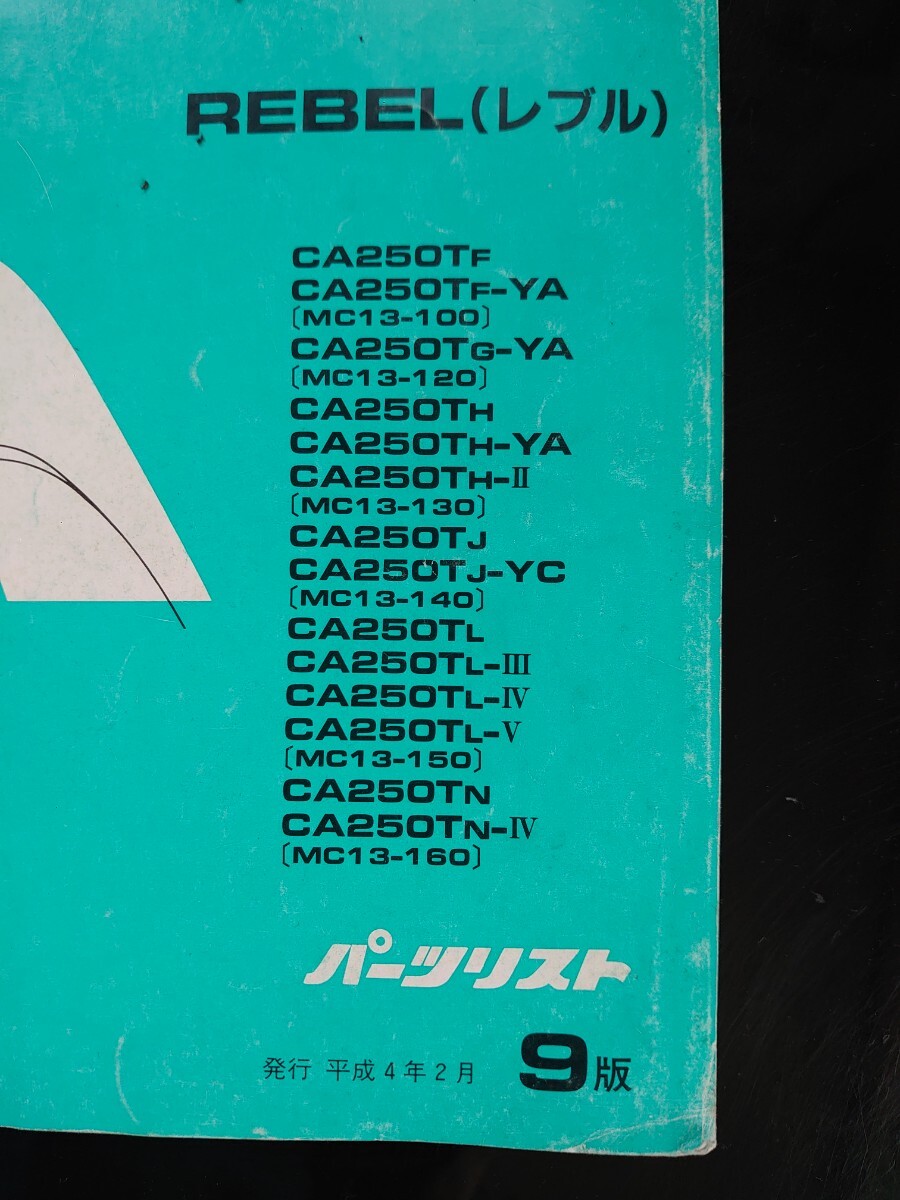 REBEL(レブル)
CA250TF
CA250TF-YA
〔MC13-100〕
CA250TG-YA
〔MC13-120〕
CA250TH
CA250TH-YA
CA250TH-Ⅱ
〔MC13-130〕
CA250TJ
CA250TJ-YC
〔MC13-140〕
CA250TL
CA250TL-Ⅲ
CA250TL-Ⅳ
CA250TL-Ⅴ
〔MC13-150〕
CA250TN
CA250TN-Ⅳ
〔MC13-160〕
パーツリスト
発行 平成4年2月 9版